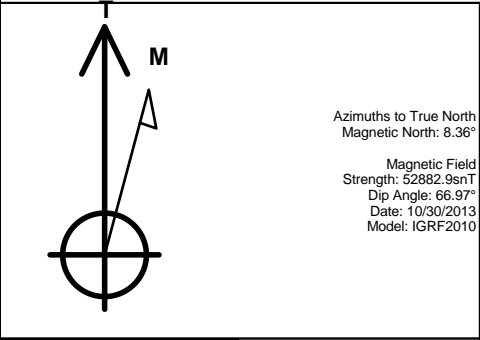 T
M
Azimuths to True North
Magnetic North: 8.36°
Magnetic Field
Strength: 52882.9snT
Dip Angle: 66.97°
Date: 10/30/2013
Model: IGRF2010